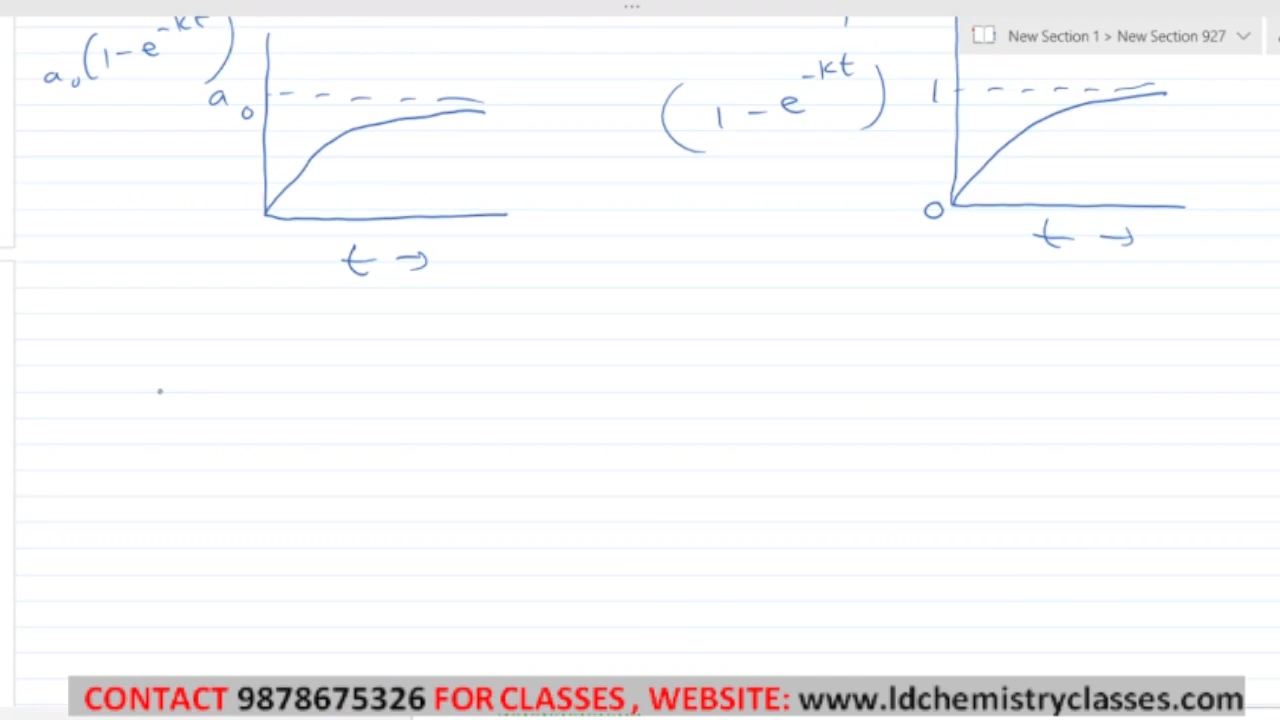 New Section 1 > New Section 927
a₀(1-e^-kt)
a₀
t →
(1-e^-kt)
1
0
t →
CONTACT 9878675326 FOR CLASSES , WEBSITE: www.ldchemistryclasses.com